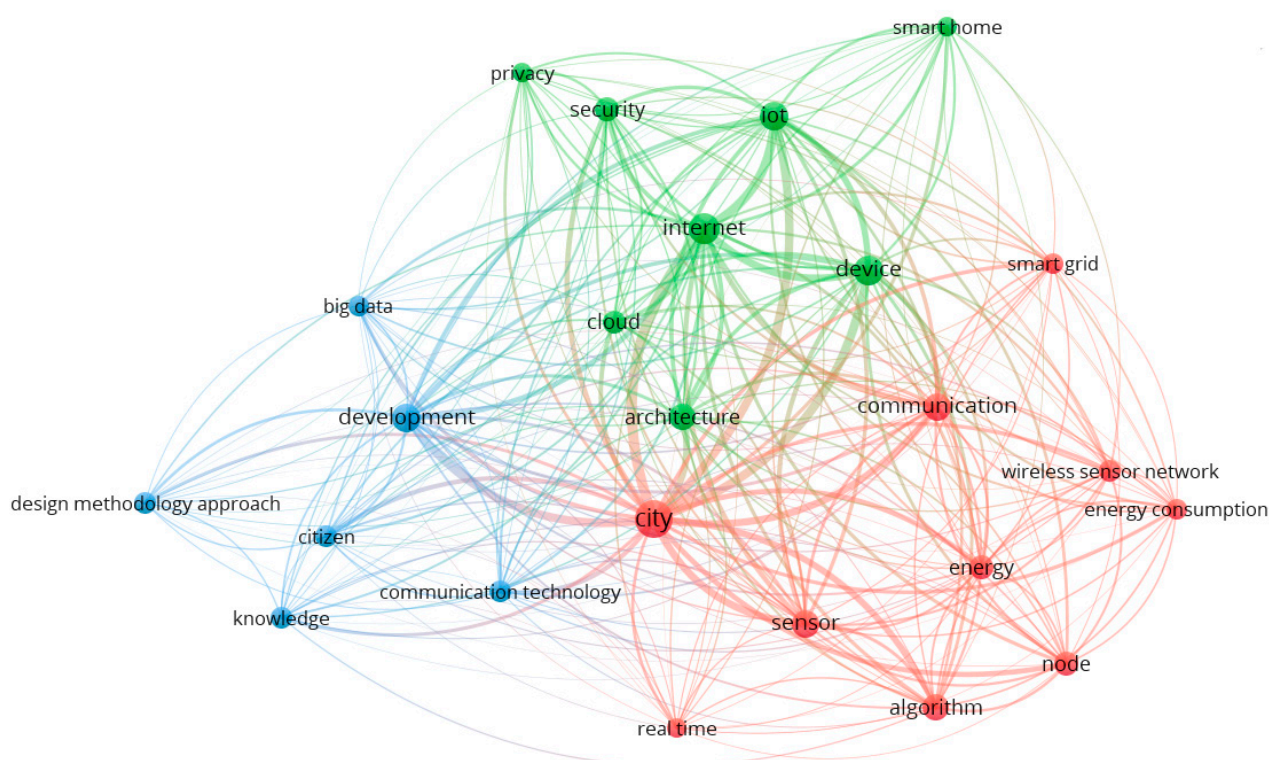 smart home
privacy
security
iot
internet
smart grid
device
big data
cloud
communication
development
architecture
wireless sensor network
design methodology approach
energy consumption
city
citizen
energy
communication technology
knowledge
sensor
node
algorithm
real time